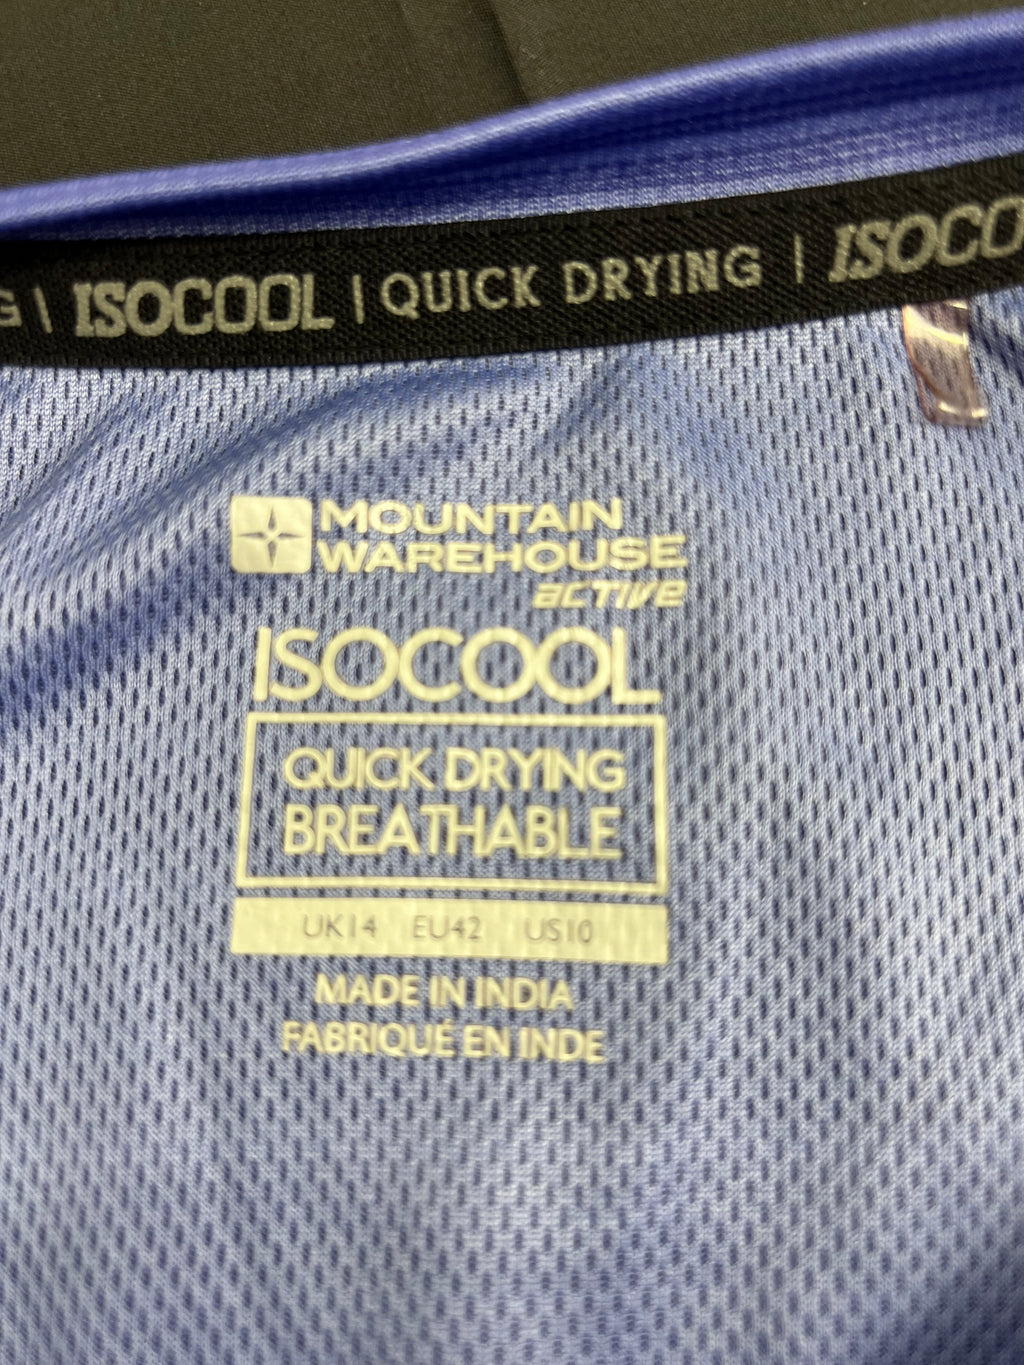 G | ISOCOOL | QUICK DRYING | ISOCO
MOUNTAIN
WAREHOUSE
active
ISOCOOL
QUICK DRYING
BREATHABLE
UK14 EU42 US10
MADE IN INDIA
FABRIQUÉ EN INDE